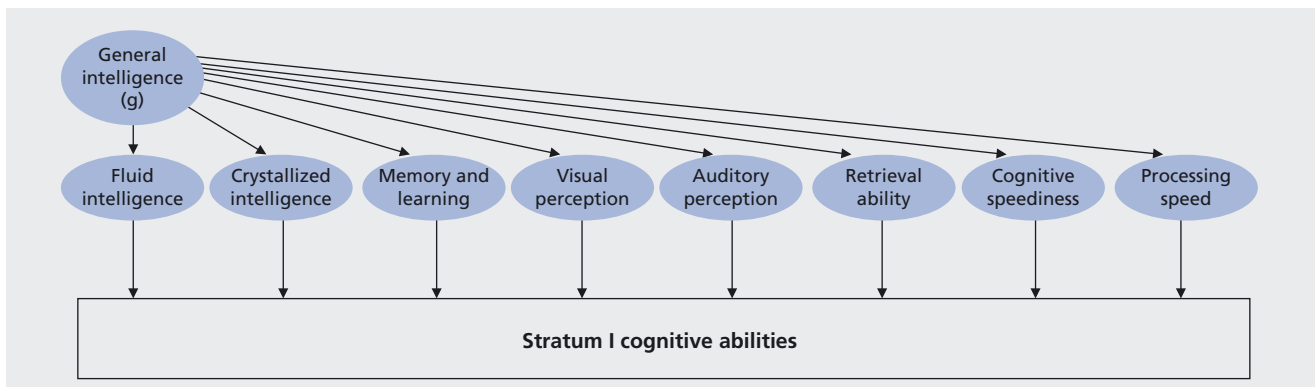 General
intelligence
(g)
Fluid
intelligence
Crystallized
intelligence
Memory and
learning
Visual
perception
Auditory
perception
Retrieval
ability
Cognitive
speediness
Processing
speed
Stratum I cognitive abilities